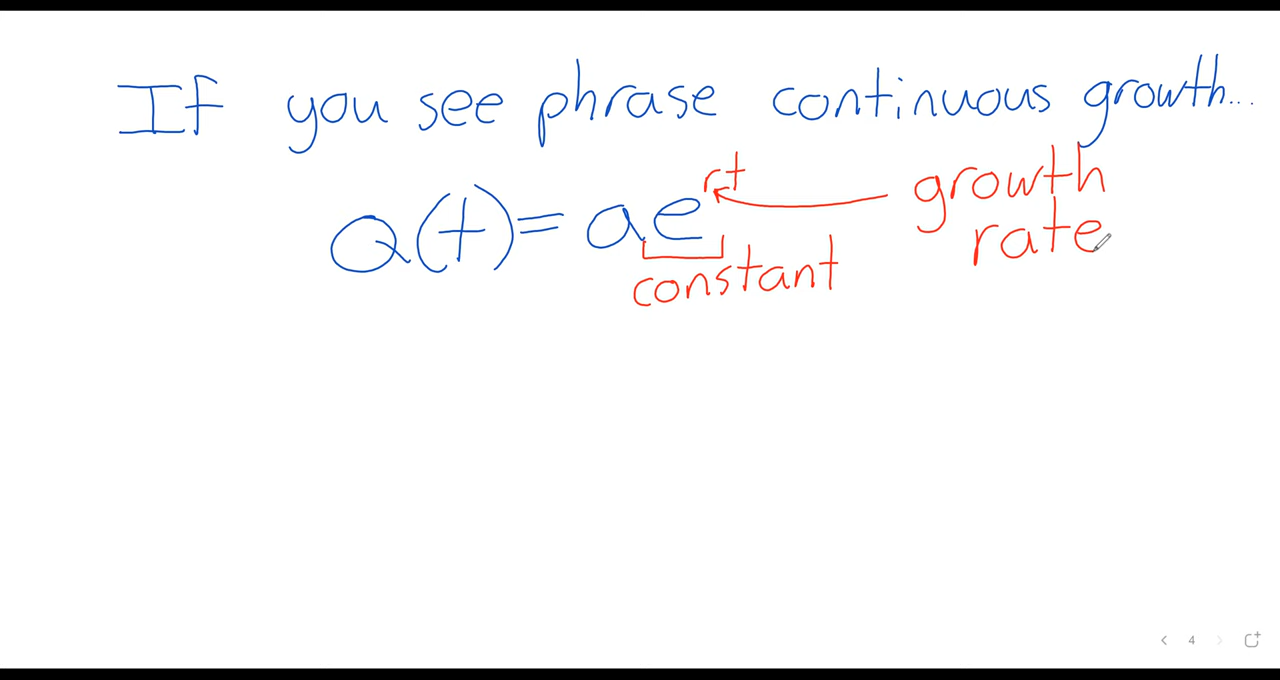 If you see phrase continuous growth...
Q(t) = ae^rt
growth
rate
constant
4